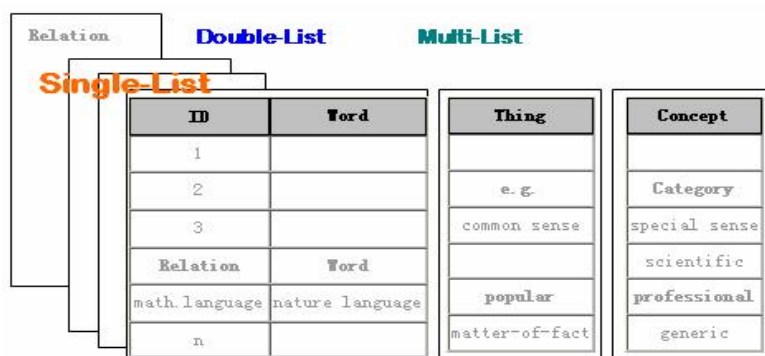 Relation Double-List Multi-List
Single-List
ID Word Thing Concept
1
2 e.g. Category
3 common sense special sense
Relation Word scientific
math.language nature language popular professional
n matter-of-fact generic